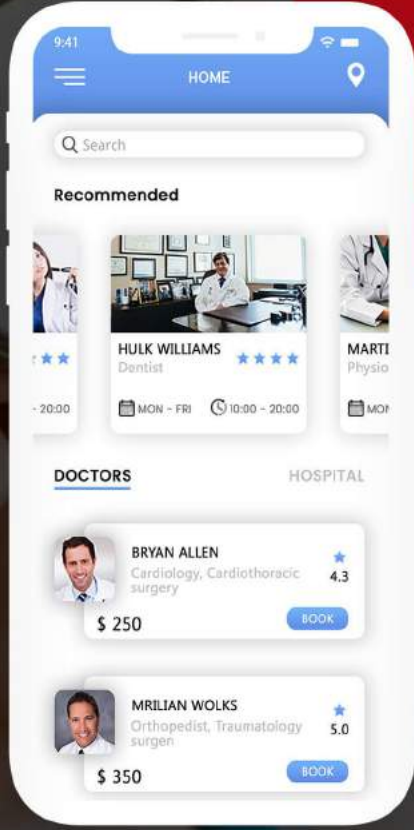 9:41
HOME
Search
Recommended
HULK WILLIAMS
Dentist
MON - FRI
10:00 - 20:00
- 20:00
MARTI
Physio
MON
DOCTORS
HOSPITAL
BRYAN ALLEN
Cardiology, Cardiothoracic
surgery
4.3
$ 250
BOOK
MRILIAN WOLKS
Orthopedist, Traumatology
surgen
5.0
$ 350
BOOK